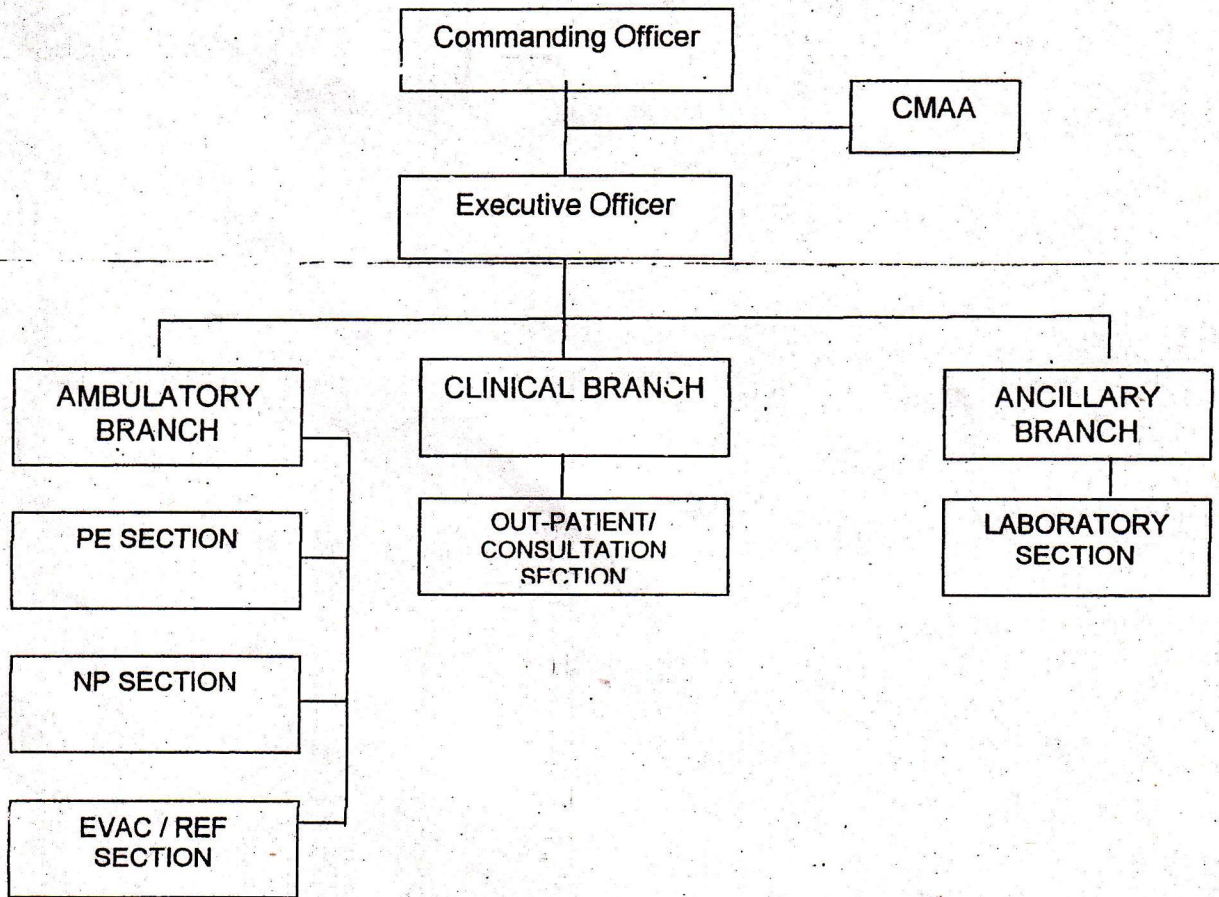 Commanding Officer
CMAA
Executive Officer
AMBULATORY
BRANCH
CLINICAL BRANCH
ANCILLARY
BRANCH
PE SECTION
OUT-PATIENT/
CONSULTATION
SECTION
LABORATORY
SECTION
NP SECTION
EVAC / REF
SECTION